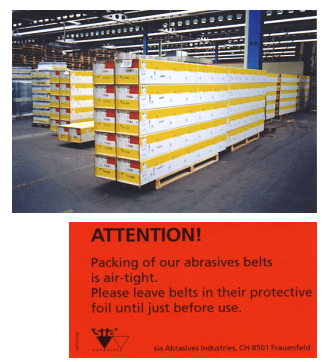 ATTENTION!
Packing of our abrasives belts
is air-tight.
Please leave belts in their protective
foil until just before use.
sia
sia Abrasives Industries, CH-8501 Frauenfeld